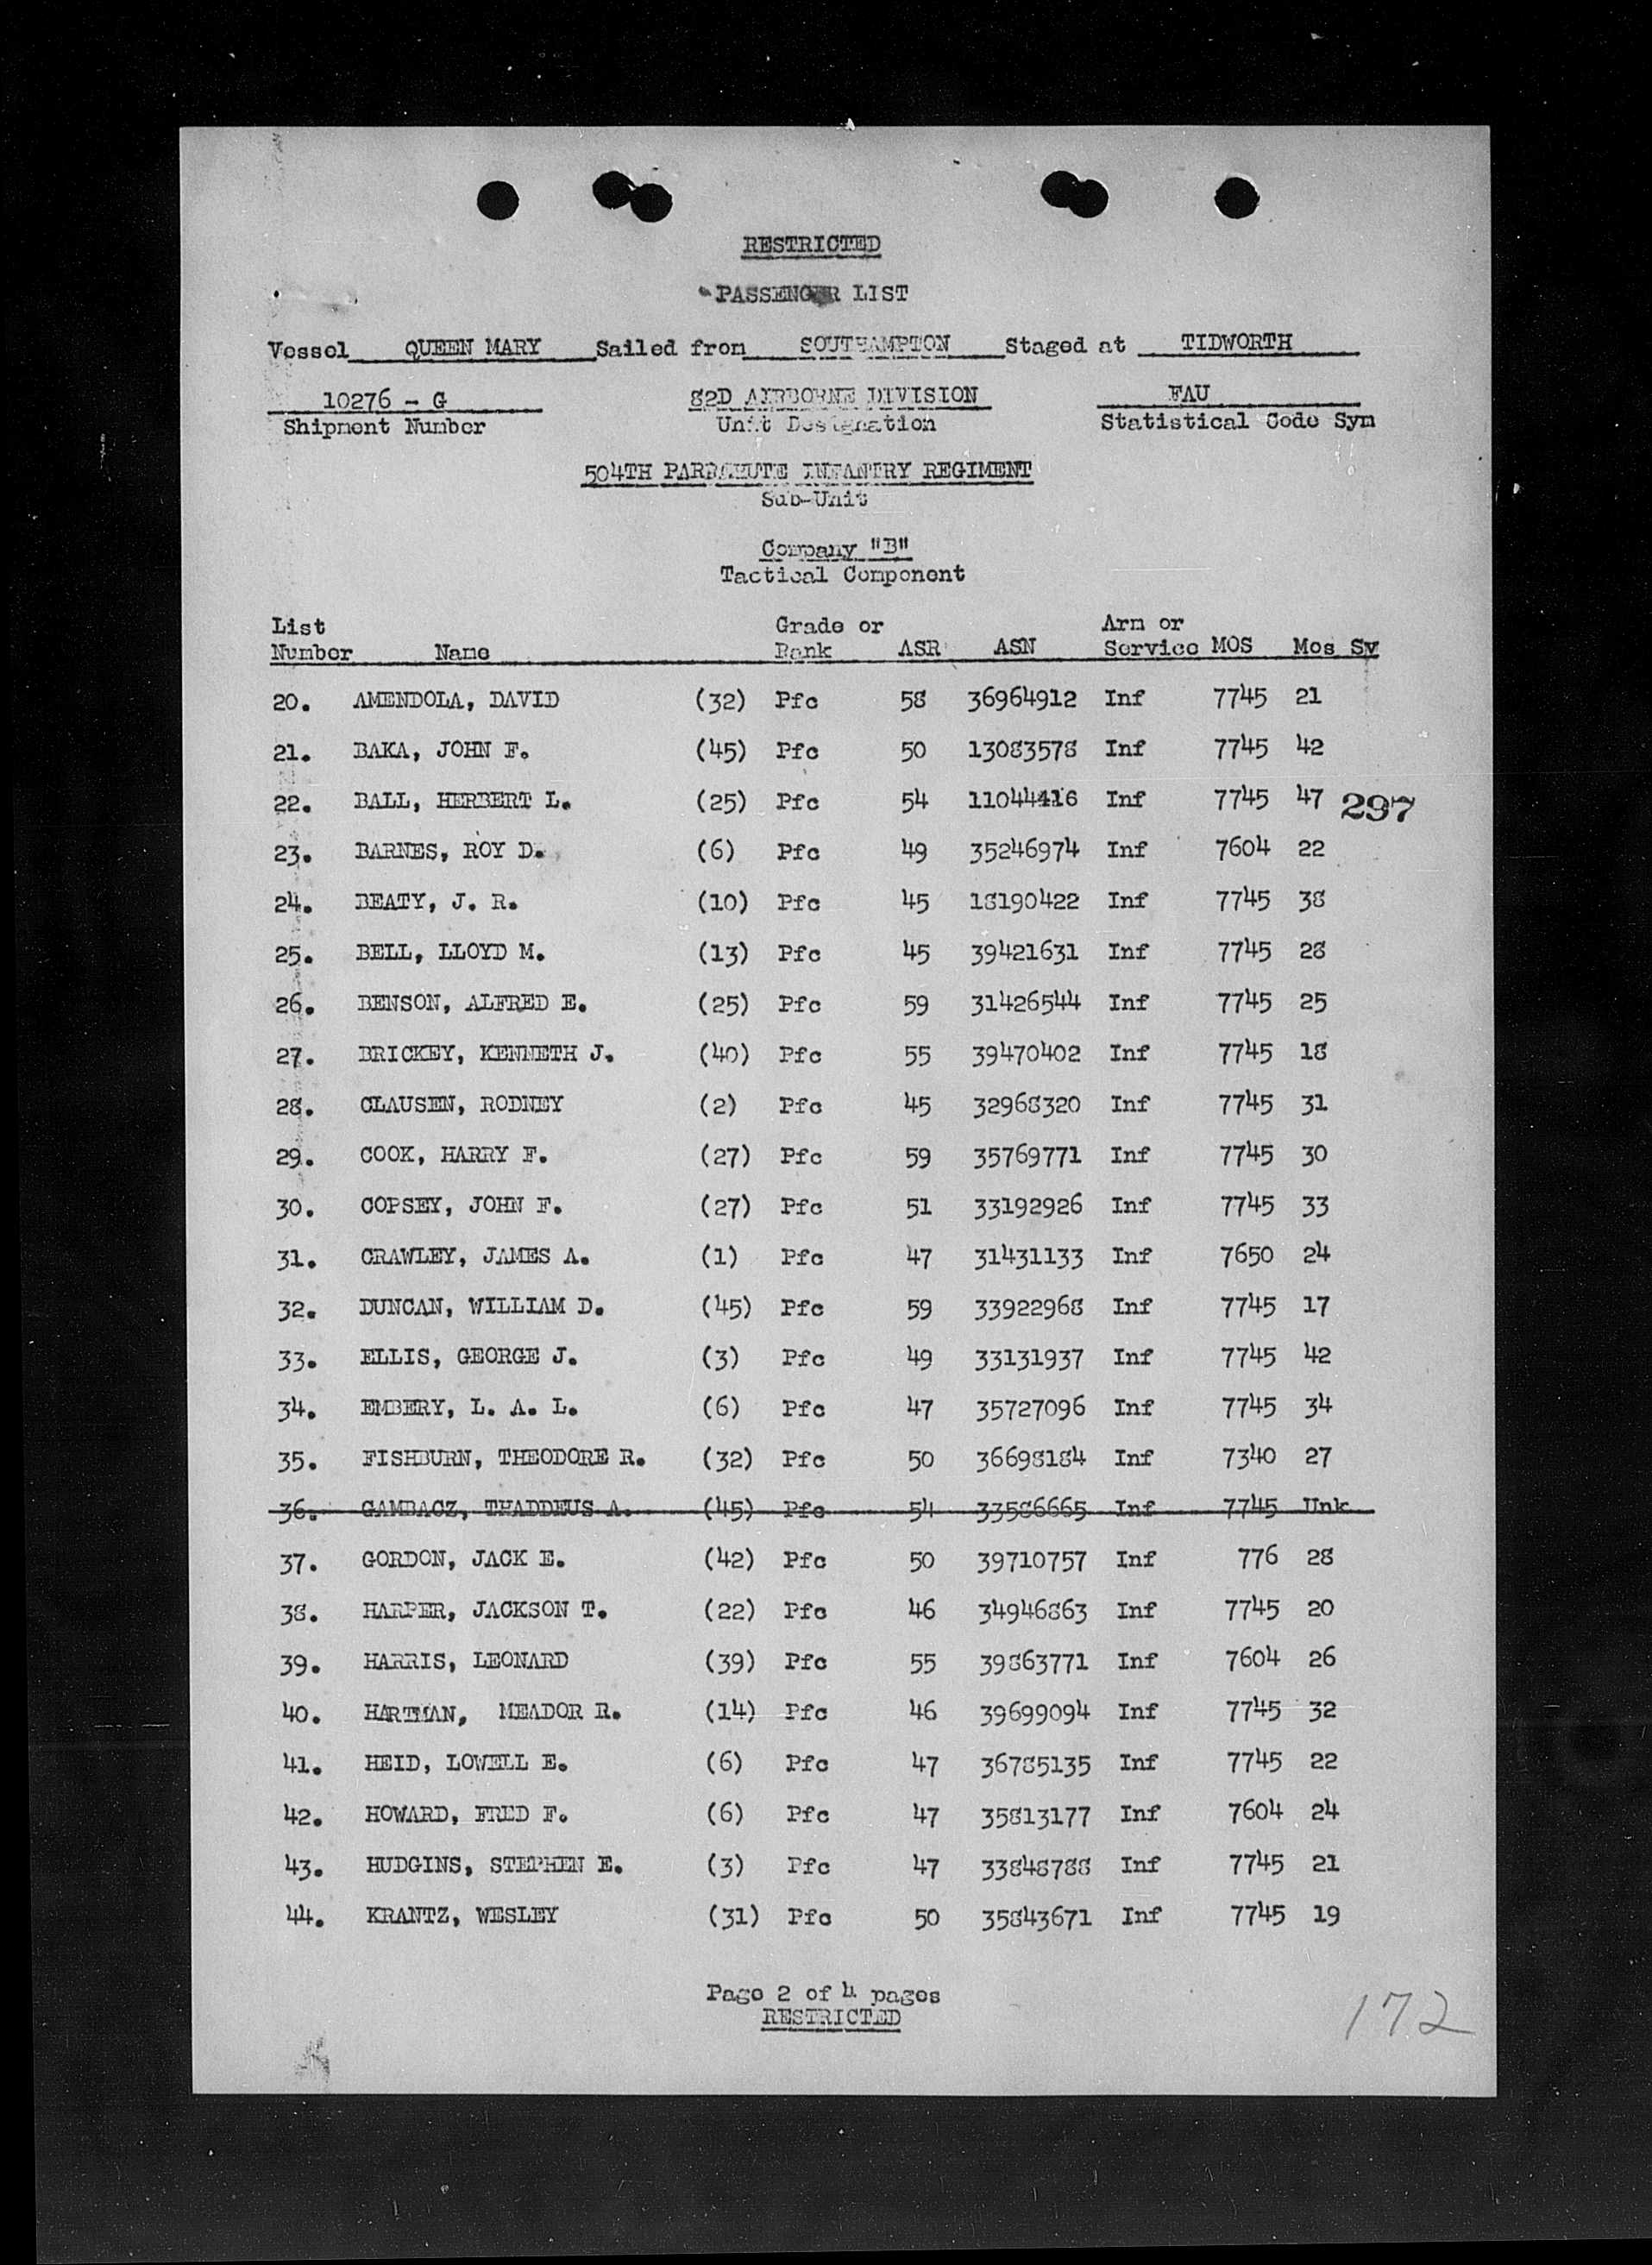 RESTRICTED
PASSENGER LIST
Vessel QUEEN MARY Sailed from SOUTHAMPTON Staged at TIDWORTH
10276 - G 82D AIRBORNE DIVISION FAU
Shipment Number Unit Designation Statistical Code Sym
504TH PARACHUTE INFANTRY REGIMENT
Sub-Unit
Company "B"
Tactical Component
List Grade or Arm or
Number Name Rank ASR ASN Service MOS Mos Sv
20. AMENDOLA, DAVID (32) Pfc 58 36964912 Inf 7745 21
21. BAKA, JOHN F. (45) Pfc 50 13083578 Inf 7745 42
22. BALL, HERBERT L. (25) Pfc 54 11044416 Inf 7745 47 297
23. BARNES, ROY D. (6) Pfc 49 35246974 Inf 7604 22
24. BEATY, J. R. (10) Pfc 45 18190422 Inf 7745 38
25. BELL, LLOYD M. (13) Pfc 45 39421631 Inf 7745 28
26. BENSON, ALFRED E. (25) Pfc 59 31426544 Inf 7745 25
27. BRICKEY, KENNETH J. (40) Pfc 55 39470402 Inf 7745 18
28. CLAUSEN, RODNEY (2) Pfc 45 32968320 Inf 7745 31
29. COOK, HARRY F. (27) Pfc 59 35769771 Inf 7745 30
30. COPSEY, JOHN F. (27) Pfc 51 33192926 Inf 7745 33
31. CRAWLEY, JAMES A. (1) Pfc 47 31431133 Inf 7650 24
32. DUNCAN, WILLIAM D. (45) Pfc 59 33922968 Inf 7745 17
33. ELLIS, GEORGE J. (3) Pfc 49 33131937 Inf 7745 42
34. EMBERY, L. A. L. (6) Pfc 47 35727096 Inf 7745 34
35. FISHBURN, THEODORE R. (32) Pfc 50 36698184 Inf 7340 27
36. GAMBACZ, THADDEUS A. (45) Pfc 54 33586665 Inf 7745 Unk
37. GORDON, JACK E. (42) Pfc 50 39710757 Inf 776 28
38. HARPER, JACKSON T. (22) Pfc 46 34946863 Inf 7745 20
39. HARRIS, LEONARD (39) Pfc 55 39863771 Inf 7604 26
40. HARTMAN, MEADOR R. (14) Pfc 46 39699094 Inf 7745 32
41. HEID, LOWELL E. (6) Pfc 47 36785135 Inf 7745 22
42. HOWARD, FRED F. (6) Pfc 47 35813177 Inf 7604 24
43. HUDGINS, STEPHEN E. (3) Pfc 47 33848788 Inf 7745 21
44. KRANTZ, WESLEY (31) Pfc 50 35843671 Inf 7745 19
Page 2 of 4 pages
RESTRICTED
172